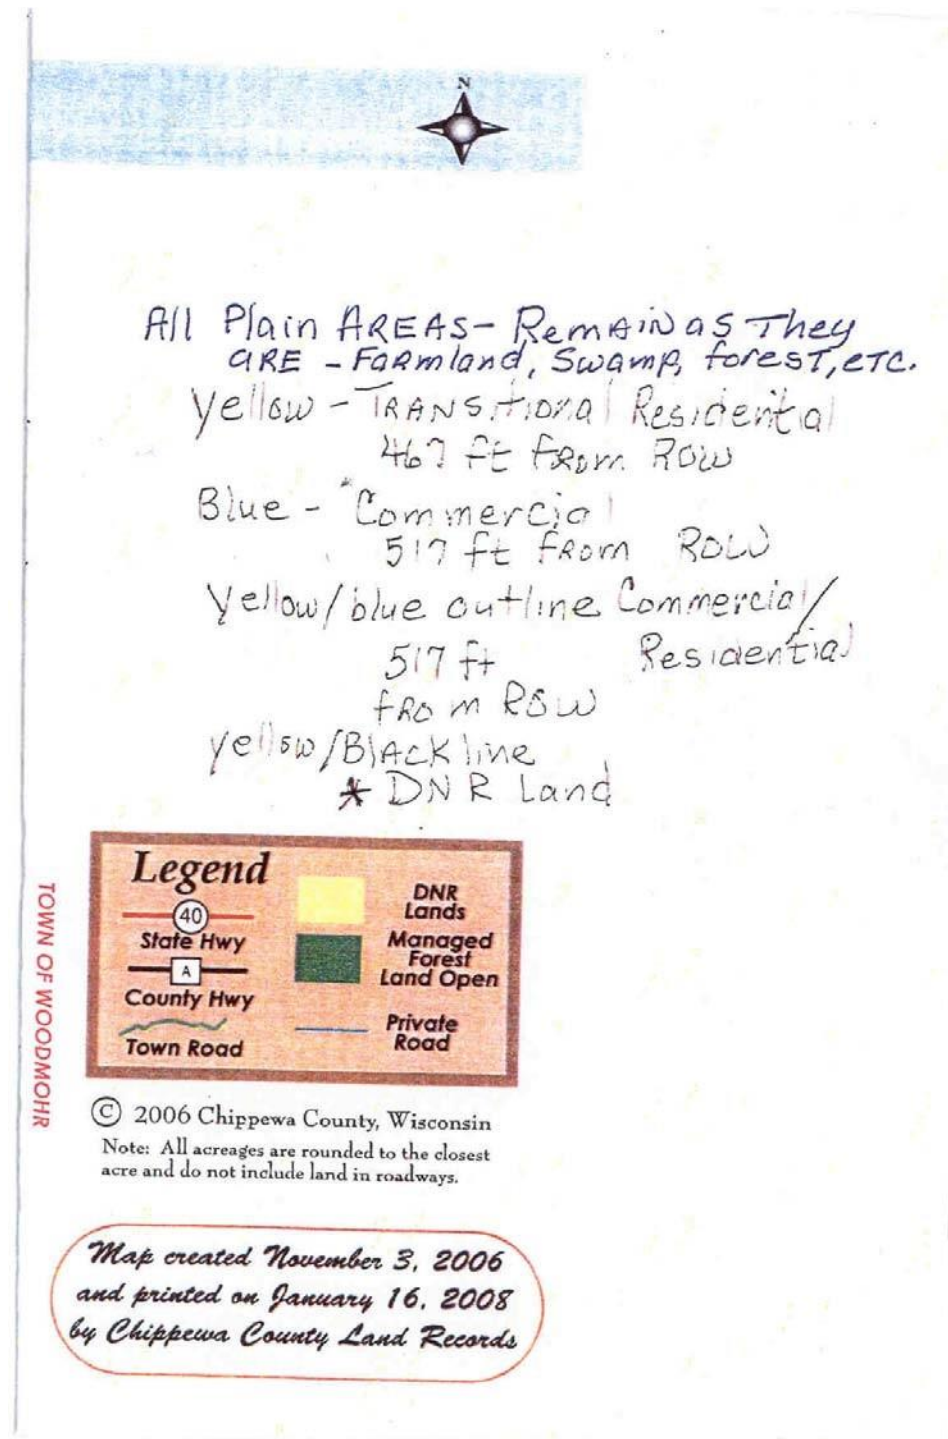 N
All Plain AREAS- Remain as They
ARE - Farmland, Swamp, forest, etc.
Yellow - Transitional Residential
467 ft from ROW
Blue - "Commercial
517 ft from ROW
Yellow/blue outline Commercial/
Residential
517 ft
from ROW
yellow/Black line
* DNR Land
Legend
40
State Hwy
A
County Hwy
Town Road
DNR
Lands
Managed
Forest
Land Open
Private
Road
TOWN OF WOODMOHR
© 2006 Chippewa County, Wisconsin
Note: All acreages are rounded to the closest
acre and do not include land in roadways.
Map created November 3, 2006
and printed on January 16, 2008
by Chippewa County Land Records